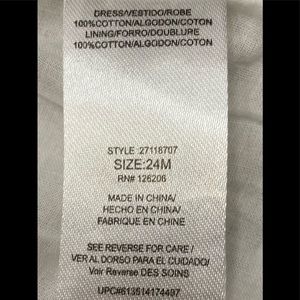 DRESS/VESTIDO/ROBE
100%COTTON/ALGODON/COTON
LINING/FORRO/DOUBLURE
100%COTTON/ALGODON/COTON
STYLE :27118707
SIZE:24M
RN# 126206
MADE IN CHINA/
HECHO EN CHINA/
FABRIQUE EN CHINE
SEE REVERSE FOR CARE /
VER AL DORSO PARA EL CUIDADO/
Voir Reverse DES SOINS
UPC#613514174497